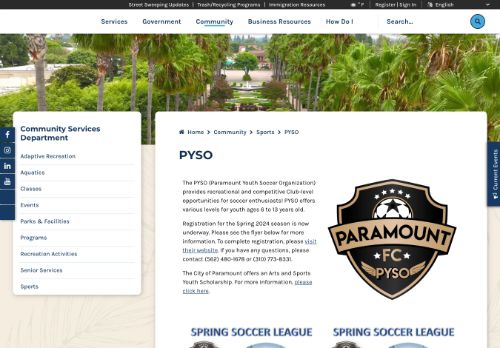 Street Sweeping Updates | Trash/Recycling Programs | Immigration Resources
° F Register | Sign In English
Services Government Community Business Resources How Do I Search...
Community Services
Department
Adaptive Recreation
Aquatics
Classes
Events
Parks & Facilities
Programs
Recreation Activities
Senior Services
Sports
Home > Community > Sports > PYSO
PYSO
The PYSO (Paramount Youth Soccer Organization)
provides recreational and competitive Club-level
opportunities for soccer enthusiasts! PYSO offers
various levels for youth ages 6 to 13 years old.
Registration for the Spring 2024 season is now
underway. Please see the flyer below for more
information. To complete registration, please visit
their website. If you have any questions, please
contact (562) 480-1678 or (310) 773-8331.
The City of Paramount offers an Arts and Sports
Youth Scholarship. For more information, please
click here.
PARAMOUNT
FC
PYSO
SPRING SOCCER LEAGUE SPRING SOCCER LEAGUE
Current Events